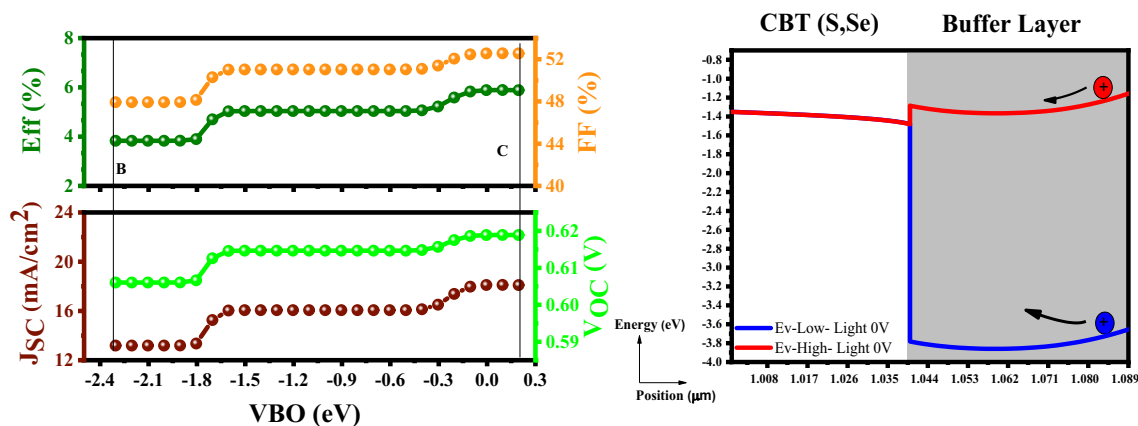 8
6
4
2
Eff (%)
52
48
44
40
FF (%)
B
C
24
20
16
12
JSC (mA/cm2)
0.62
0.61
0.60
0.59
VOC (V)
-2.4 -2.1 -1.8 -1.5 -1.2 -0.9 -0.6 -0.3 0.0 0.3
VBO (eV)
CBT (S,Se) Buffer Layer
-0.8
-1.0
-1.2
-1.4
-1.6
-1.8
-2.0
-2.2
-2.4
-2.6
-2.8
-3.0
-3.2
-3.4
-3.6
-3.8
-4.0
+
+
Ev-Low- Light 0V
Ev-High- Light 0V
1.008 1.017 1.026 1.035 1.044 1.053 1.062 1.071 1.080 1.089
Energy (eV)
Position (μm)